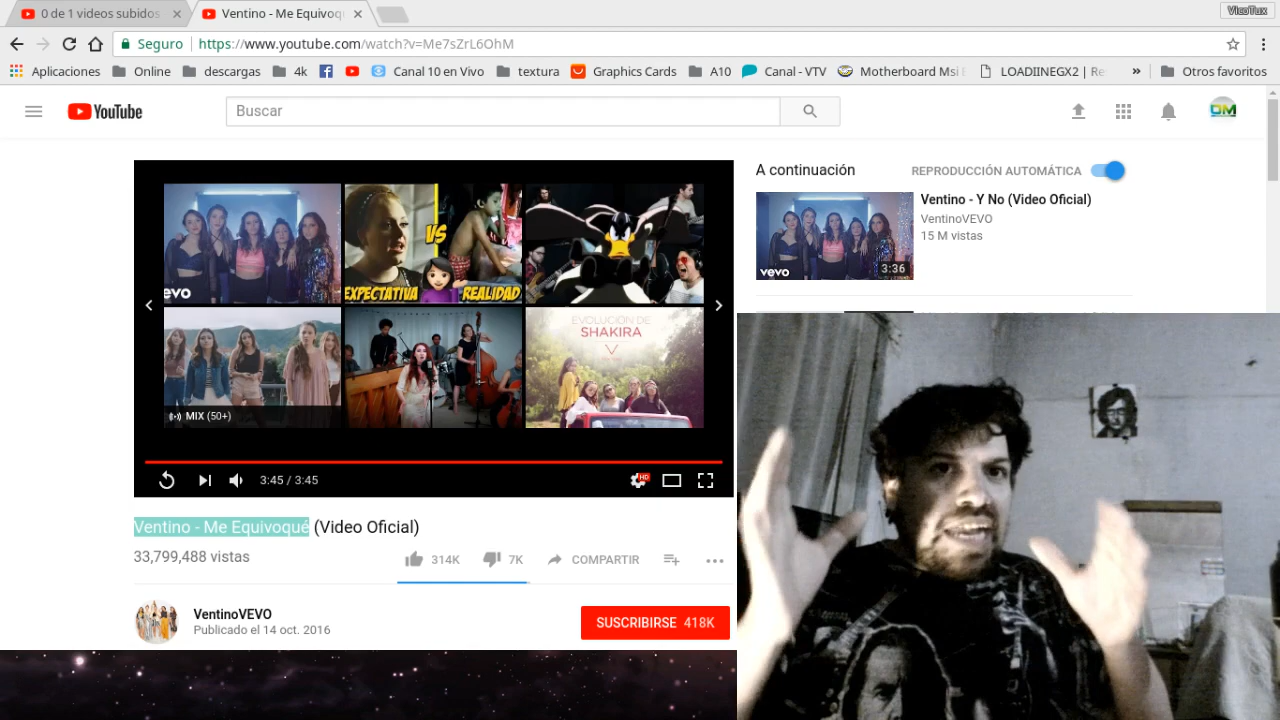 0 de 1 videos subidos
Ventino - Me Equivoq
VicoTux
Seguro
https://www.youtube.com/watch?v=Me7sZrL6OhM
Aplicaciones
Online
descargas
4k
Canal 10 en Vivo
textura
Graphics Cards
A10
Canal - VTV
Motherboard Msi
LOADIINEGX2 | Re
»
Otros favoritos
YouTube
Buscar
OM
A continuación
REPRODUCCIÓN AUTOMÁTICA
Ventino - Y No (Video Oficial)
VentinoVEVO
15 M vistas
vevo
3:36
evo
VS
EXPECTATIVA
REALIDAD
EVOLUCIÓN DE
SHAKIRA
MIX (50+)
3:45 / 3:45
HD
Ventino - Me Equivoqué (Video Oficial)
33,799,488 vistas
314K
7K
COMPARTIR
VentinoVEVO
Publicado el 14 oct. 2016
SUSCRIBIRSE 418K